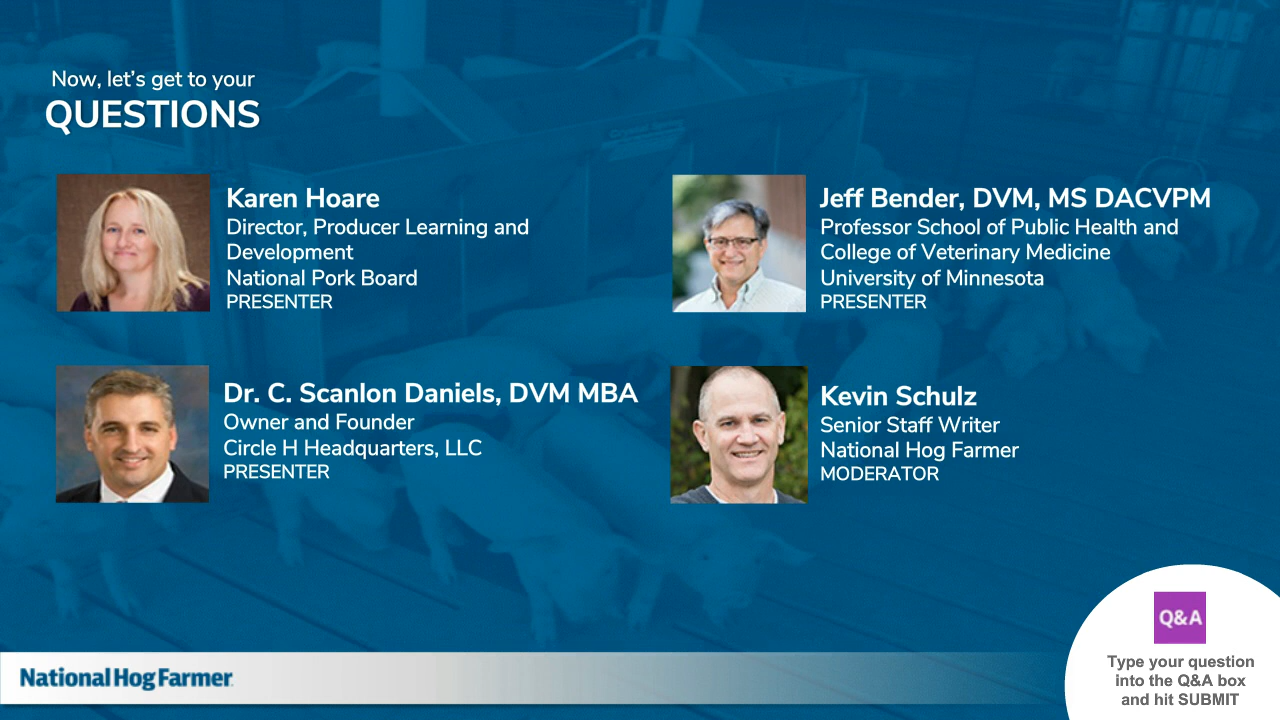 Now, let's get to your
QUESTIONS
Karen Hoare
Director, Producer Learning and
Development
National Pork Board
PRESENTER
Jeff Bender, DVM, MS DACVPM
Professor School of Public Health and
College of Veterinary Medicine
University of Minnesota
PRESENTER
Dr. C. Scanlon Daniels, DVM MBA
Owner and Founder
Circle H Headquarters, LLC
PRESENTER
Kevin Schulz
Senior Staff Writer
National Hog Farmer
MODERATOR
National Hog Farmer
Q&A
Type your question
into the Q&A box
and hit SUBMIT